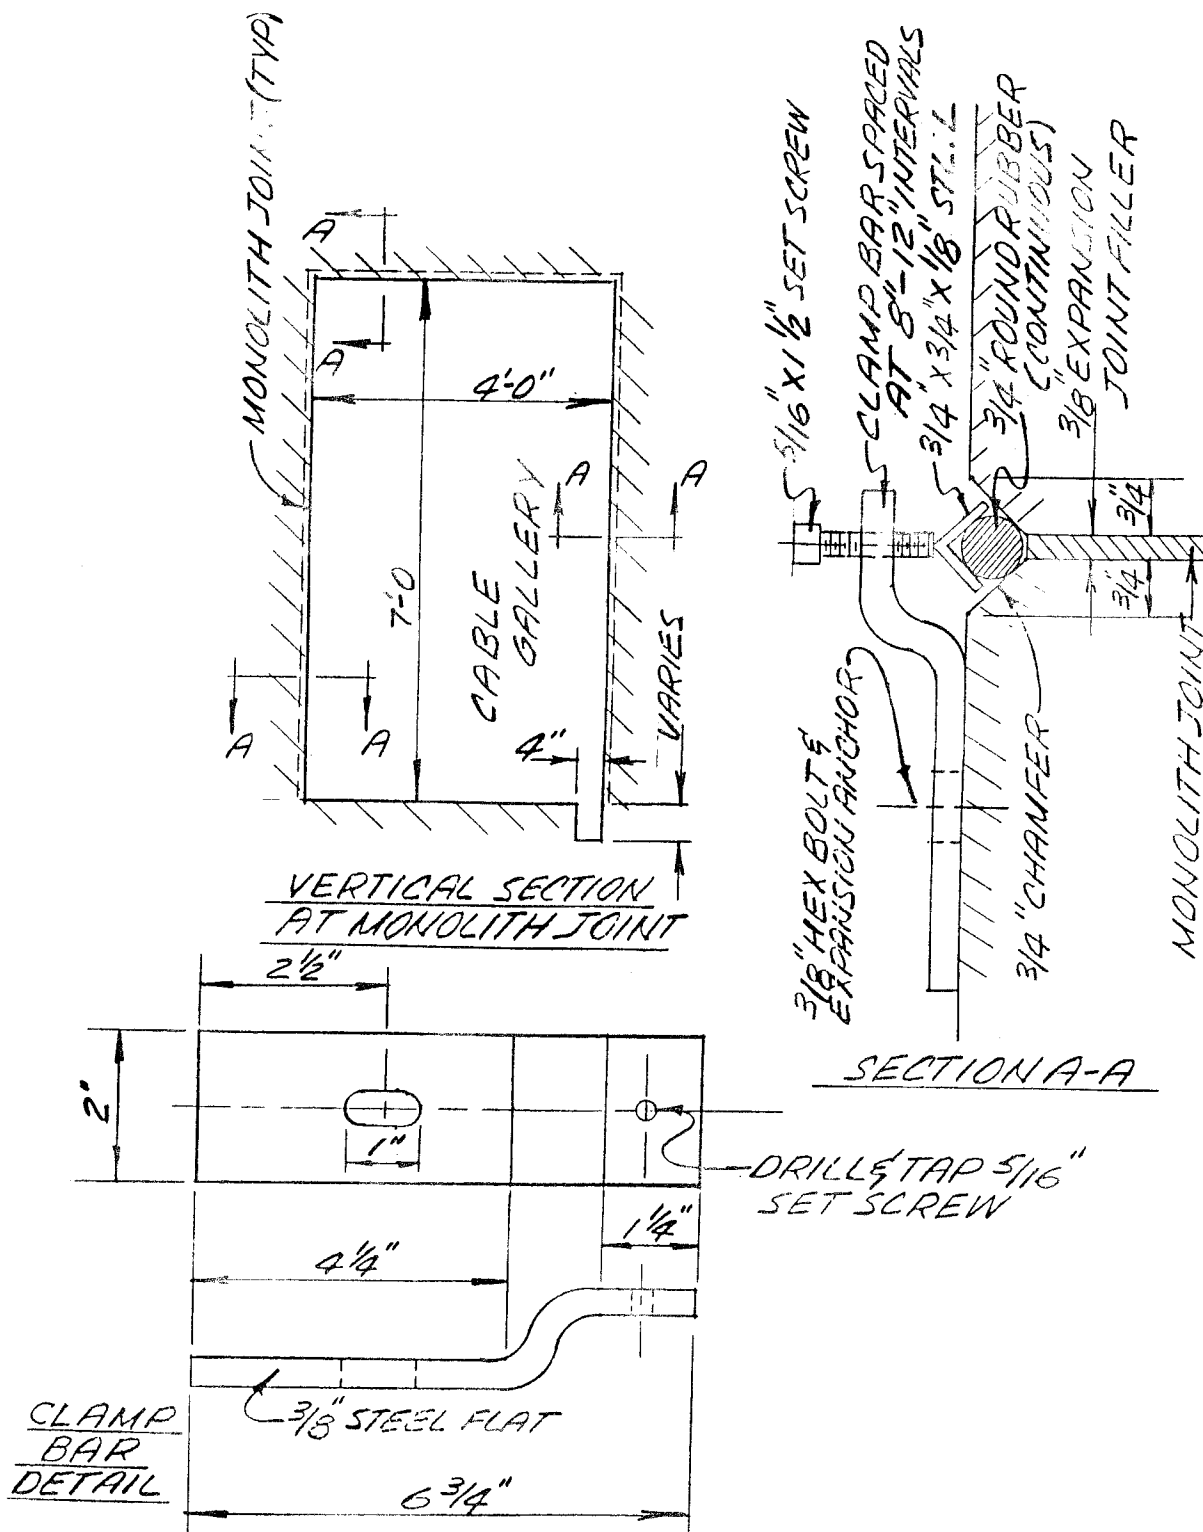 MONOLITH JOINT (TYP)
A
A
4'-0"
7'-0
CABLE
GALLERY
A
A
A
A
4"
VARIES
VERTICAL SECTION
AT MONOLITH JOINT
5/16" X 1 1/2" SET SCREW
CLAMP BAR SPACED
AT 8"-12" INTERVALS
3/4" X 3/4" X 1/8"
3/4" ROUND RUBBER
(CONTINUOUS)
3/8" EXPANSION
JOINT FILLER
3/4"
3/4"
3/8" HEX BOLT &
EXPANSION ANCHOR
3/4" CHAMFER
MONOLITH JOINT
SECTION A-A
2 1/2"
2"
1"
DRILL & TAP 5/16"
SET SCREW
1 1/4"
4 1/4"
3/8" STEEL FLAT
CLAMP
BAR
DETAIL
6 3/4"